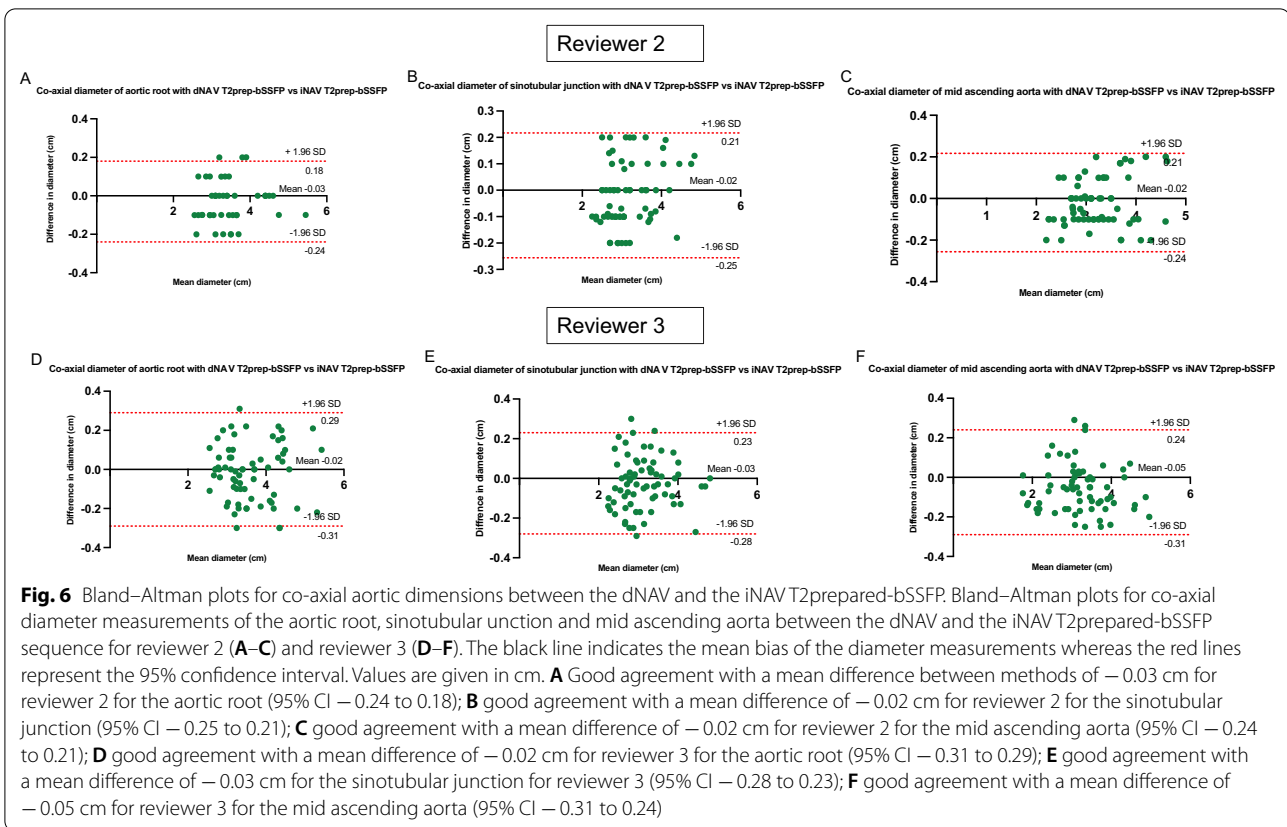 Reviewer 2
A
Co-axial diameter of aortic root with dNAV T2prep-bSSFP vs iNAV T2prep-bSSFP
Diffrence in diameter (cm)
0.4
0.2
0.0
-0.2
-0.4
2
4
6
+ 1.96 SD
0.18
Mean -0.03
-1.96 SD
-0.24
Mean diameter (cm)
B
Co-axial diameter of sinotubular junction with dNAV T2prep-bSSFP vs iNAV T2prep-bSSFP
Diffrence in diameter (cm)
0.3
0.2
0.1
0.0
-0.1
-0.2
-0.3
2
4
6
+1.96 SD
0.21
Mean -0.02
-1.96 SD
-0.25
Mean diameter (cm)
C
Co-axial diameter of mid ascending aorta with dNAV T2prep-bSSFP vs iNAV T2prep-bSSFP
Diffrence in diameter (cm)
0.4
0.2
0.0
-0.2
-0.4
1
2
3
4
5
+1.96 SD
0.21
Mean -0.02
-1.96 SD
-0.24
Mean diameter (cm)
Reviewer 3
D
Co-axial diameter of aortic root with dNAV T2prep-bSSFP vs iNAV T2prep-bSSFP
Diffrence in diameter (cm)
0.4
0.2
0.0
-0.2
-0.4
2
4
6
+1.96 SD
0.29
Mean -0.02
-1.96 SD
-0.31
Mean diameter (cm)
E
Co-axial diameter of sinotubular junction with dNAV T2prep-bSSFP vs iNAV T2prep-bSSFP
Diffrence in diameter (cm)
0.4
0.2
0.0
-0.2
-0.4
2
4
6
+1.96 SD
0.23
Mean -0.03
-1.96 SD
-0.28
Mean diameter (cm)
F
Co-axial diameter of mid ascending aorta with dNAV T2prep-bSSFP vs iNAV T2prep-bSSFP
Diffrence in diameter (cm)
0.4
0.2
0.0
-0.2
-0.4
2
4
6
+1.96 SD
0.24
Mean -0.05
-1.96 SD
-0.31
Mean diameter (cm)
Fig. 6 Bland–Altman plots for co-axial aortic dimensions between the dNAV and the iNAV T2prepared-bSSFP. Bland–Altman plots for co-axial
diameter measurements of the aortic root, sinotubular unction and mid ascending aorta between the dNAV and the iNAV T2prepared-bSSFP
sequence for reviewer 2 (A–C) and reviewer 3 (D–F). The black line indicates the mean bias of the diameter measurements whereas the red lines
represent the 95% confidence interval. Values are given in cm. A Good agreement with a mean difference between methods of − 0.03 cm for
reviewer 2 for the aortic root (95% CI − 0.24 to 0.18); B good agreement with a mean difference of − 0.02 cm for reviewer 2 for the sinotubular
junction (95% CI − 0.25 to 0.21); C good agreement with a mean difference of − 0.02 cm for reviewer 2 for the mid ascending aorta (95% CI − 0.24
to 0.21); D good agreement with a mean difference of − 0.02 cm for reviewer 3 for the aortic root (95% CI − 0.31 to 0.29); E good agreement with
a mean difference of − 0.03 cm for the sinotubular junction for reviewer 3 (95% CI − 0.28 to 0.23); F good agreement with a mean difference of
− 0.05 cm for reviewer 3 for the mid ascending aorta (95% CI − 0.31 to 0.24)